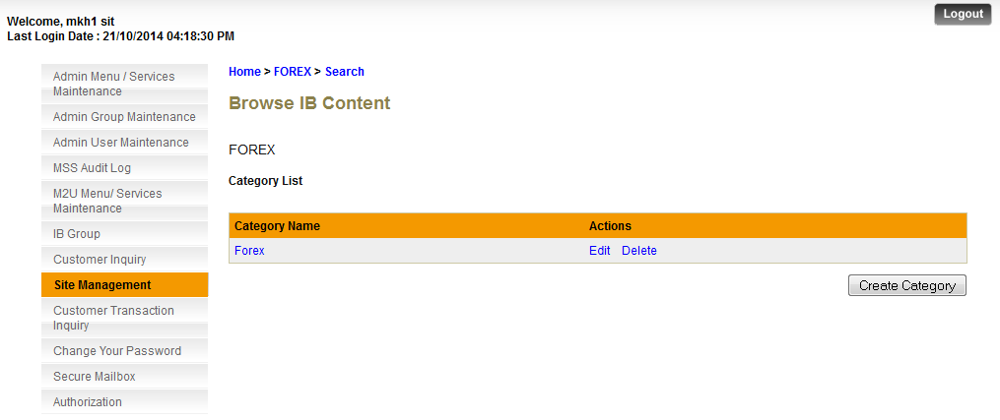 Logout
Welcome, mkh1 sit
Last Login Date : 21/10/2014 04:18:30 PM
Admin Menu / Services
Maintenance
Admin Group Maintenance
Admin User Maintenance
MSS Audit Log
M2U Menu/ Services
Maintenance
IB Group
Customer Inquiry
Site Management
Customer Transaction
Inquiry
Change Your Password
Secure Mailbox
Authorization
Home > FOREX > Search
Browse IB Content
FOREX
Category List
Category Name Actions
Forex Edit Delete
Create Category